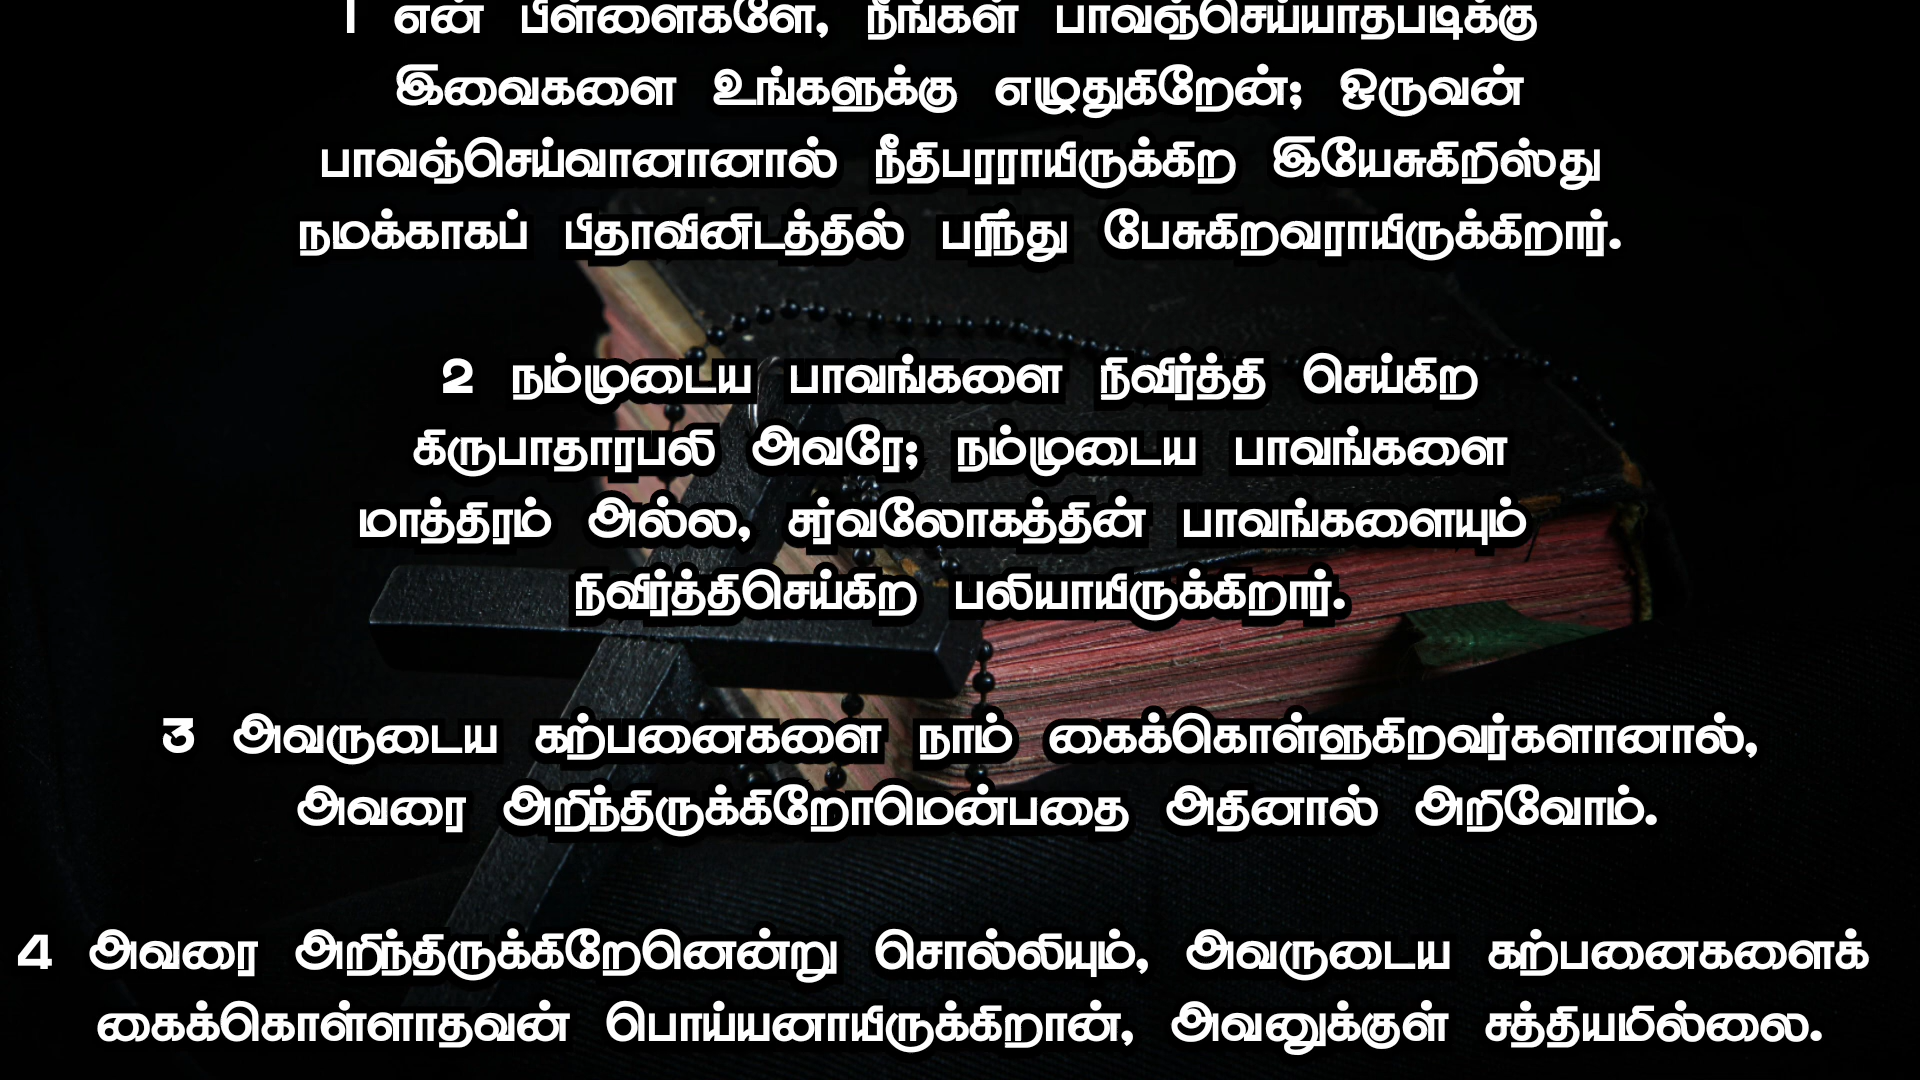 1 என் பிள்ளைகளே, நீங்கள் பாவஞ்செய்யாதபடிக்கு
இவைகளை உங்களுக்கு எழுதுகிறேன்; ஒருவன்
பாவஞ்செய்வானானால் நீதிபரராயிருக்கிற இயேசுகிறிஸ்து
நமக்காகப் பிதாவினிடத்தில் பரிந்து பேசுகிறவராயிருக்கிறார்.
2 நம்முடைய பாவங்களை நிவிர்த்தி செய்கிற
கிருபாதாரபலி அவரே; நம்முடைய பாவங்களை
மாத்திரம் அல்ல, சர்வலோகத்தின் பாவங்களையும்
நிவிர்த்திசெய்கிற பலியாயிருக்கிறார்.
3 அவருடைய கற்பனைகளை நாம் கைக்கொள்ளுகிறவர்களானால்,
அவரை அறிந்திருக்கிறோமென்பதை அதினால் அறிவோம்.
4 அவரை அறிந்திருக்கிறேனென்று சொல்லியும், அவருடைய கற்பனைகளைக்
கைக்கொள்ளாதவன் பொய்யனாயிருக்கிறான், அவனுக்குள் சத்தியமில்லை.